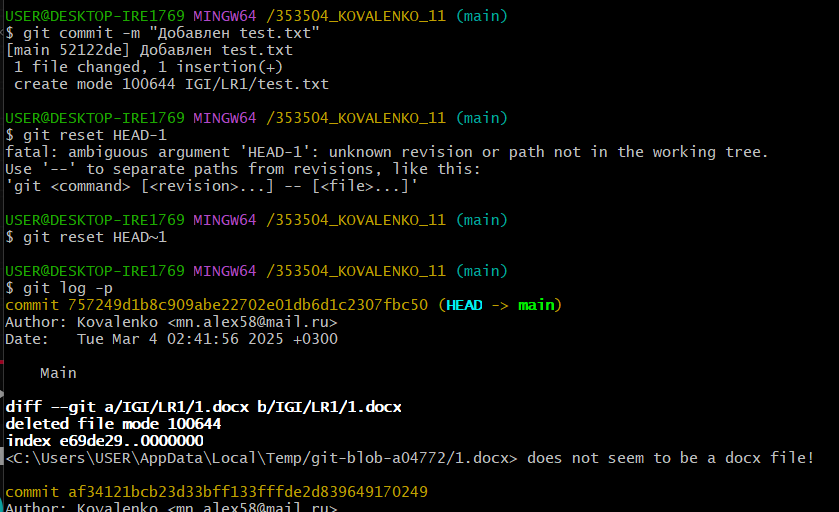 USER@DESKTOP-IRE1769 MINGW64 /353504_KOVALENKO_11 (main)
$ git commit -m "Добавлен test.txt"
[main 52122de] Добавлен test.txt
 1 file changed, 1 insertion(+)
 create mode 100644 IGI/LR1/test.txt

USER@DESKTOP-IRE1769 MINGW64 /353504_KOVALENKO_11 (main)
$ git reset HEAD-1
fatal: ambiguous argument 'HEAD-1': unknown revision or path not in the working tree.
Use '--' to separate paths from revisions, like this:
'git <command> [<revision>...] -- [<file>...]'

USER@DESKTOP-IRE1769 MINGW64 /353504_KOVALENKO_11 (main)
$ git reset HEAD~1

USER@DESKTOP-IRE1769 MINGW64 /353504_KOVALENKO_11 (main)
$ git log -p
commit 757249d1b8c909abe22702e01db6d1c2307fbc50 (HEAD -> main)
Author: Kovalenko <mn.alex58@mail.ru>
Date:   Tue Mar 4 02:41:56 2025 +0300

    Main

diff --git a/IGI/LR1/1.docx b/IGI/LR1/1.docx
deleted file mode 100644
index e69de29..0000000
<C:\Users\USER\AppData\Local\Temp/git-blob-a04772/1.docx> does not seem to be a docx file!

commit af34121bcb23d33bff133fffde2d839649170249
Author: Kovalenko <mn.alex58@mail.ru>